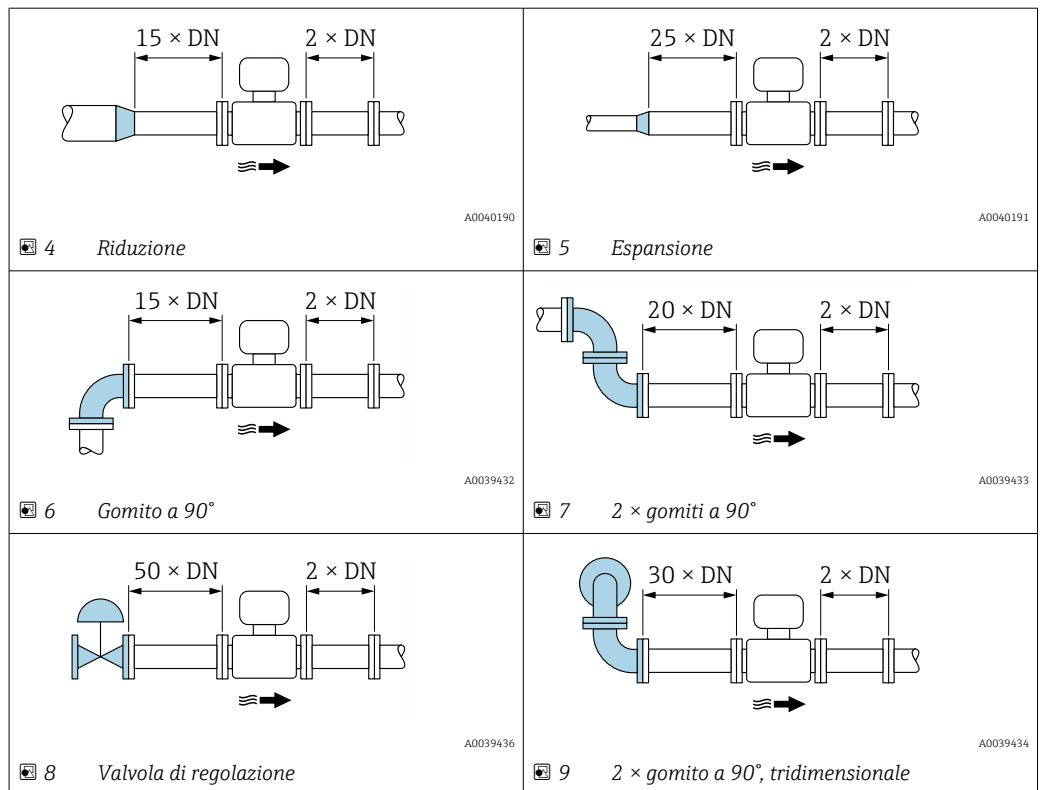 15 × DN 2 × DN
25 × DN 2 × DN
A0040190
A0040191
4 Riduzione
5 Espansione
15 × DN 2 × DN
20 × DN 2 × DN
A0039432
A0039433
6 Gomito a 90°
7 2 × gomiti a 90°
50 × DN 2 × DN
30 × DN 2 × DN
A0039436
A0039434
8 Valvola di regolazione
9 2 × gomito a 90°, tridimensionale